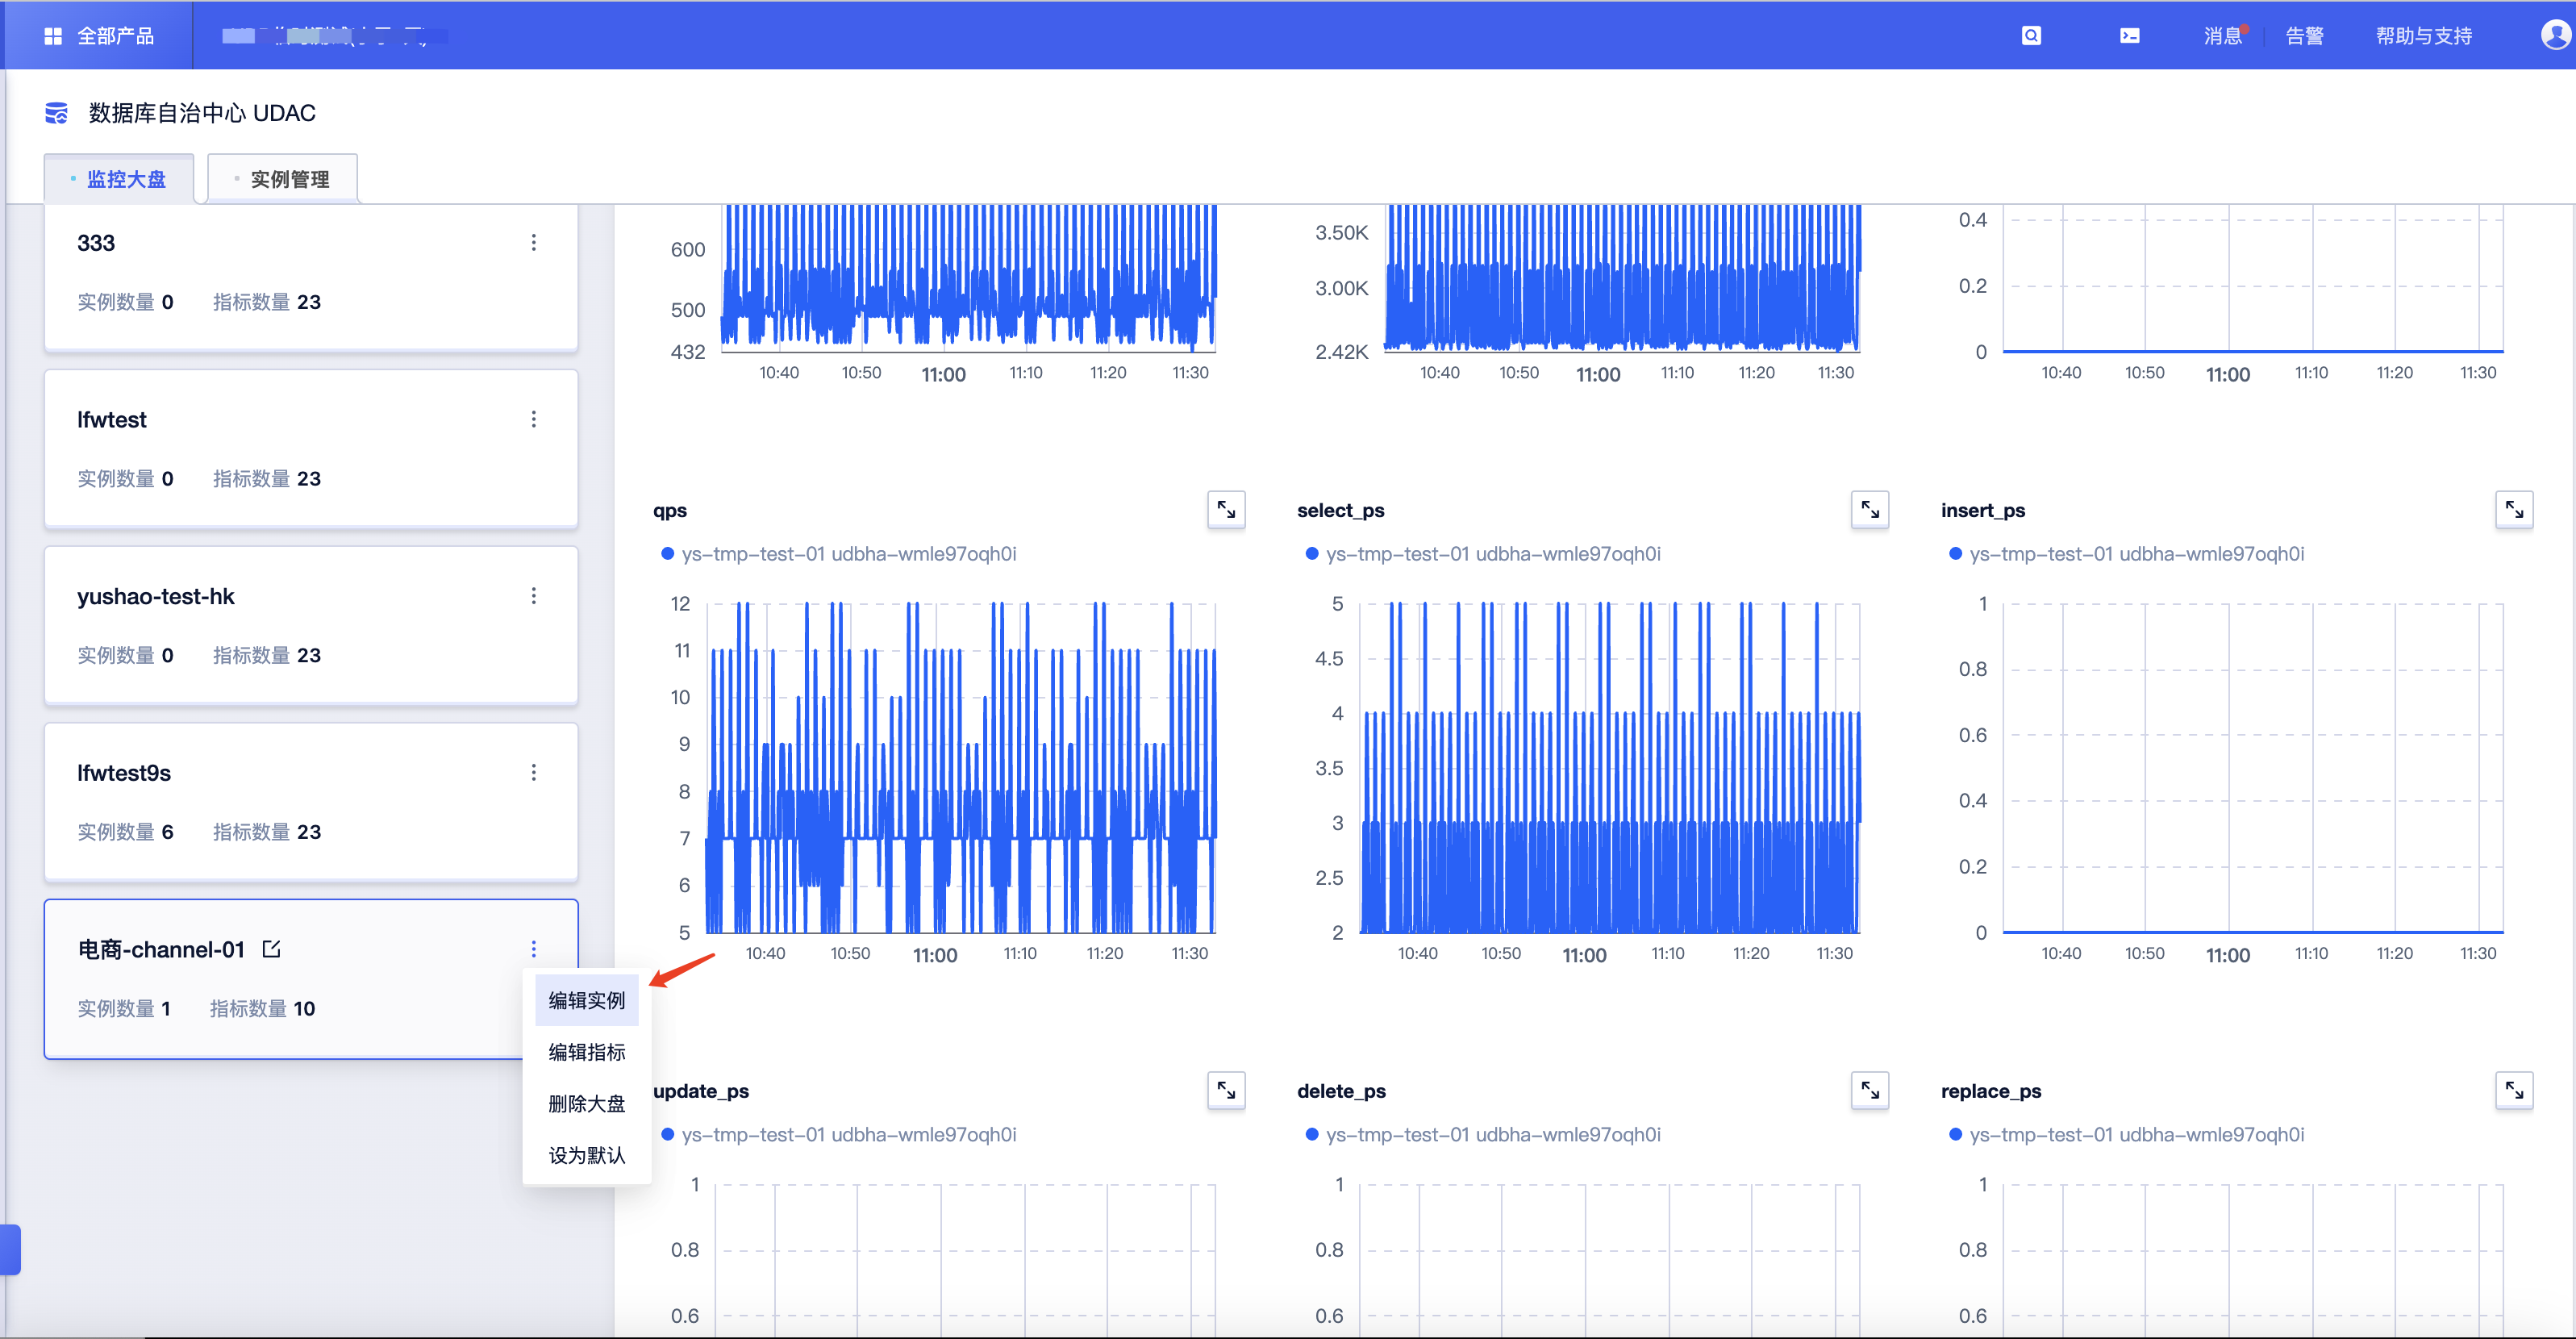 全部产品
消息
告警
帮助与支持
数据库自治中心 UDAC
监控大盘
实例管理
333
实例数量 0 指标数量 23
lfwtest
实例数量 0 指标数量 23
yushao-test-hk
实例数量 0 指标数量 23
lfwtest9s
实例数量 6 指标数量 23
电商-channel-01
实例数量 1 指标数量 10
编辑实例
编辑指标
删除大盘
设为默认
600
500
432
10:40 10:50 11:00 11:10 11:20 11:30
3.50K
3.00K
2.42K
10:40 10:50 11:00 11:10 11:20 11:30
0.4
0.2
0
10:40 10:50 11:00 11:10 11:20 11:30
qps
ys-tmp-test-01 udbha-wmle97oqh0i
12
11
10
9
8
7
6
5
10:40 10:50 11:00 11:10 11:20 11:30
select_ps
ys-tmp-test-01 udbha-wmle97oqh0i
5
4.5
4
3.5
3
2.5
2
10:40 10:50 11:00 11:10 11:20 11:30
insert_ps
ys-tmp-test-01 udbha-wmle97oqh0i
1
0.8
0.6
0.4
0.2
0
10:40 10:50 11:00 11:10 11:20 11:30
update_ps
ys-tmp-test-01 udbha-wmle97oqh0i
1
0.8
0.6
delete_ps
ys-tmp-test-01 udbha-wmle97oqh0i
1
0.8
0.6
replace_ps
ys-tmp-test-01 udbha-wmle97oqh0i
1
0.8
0.6